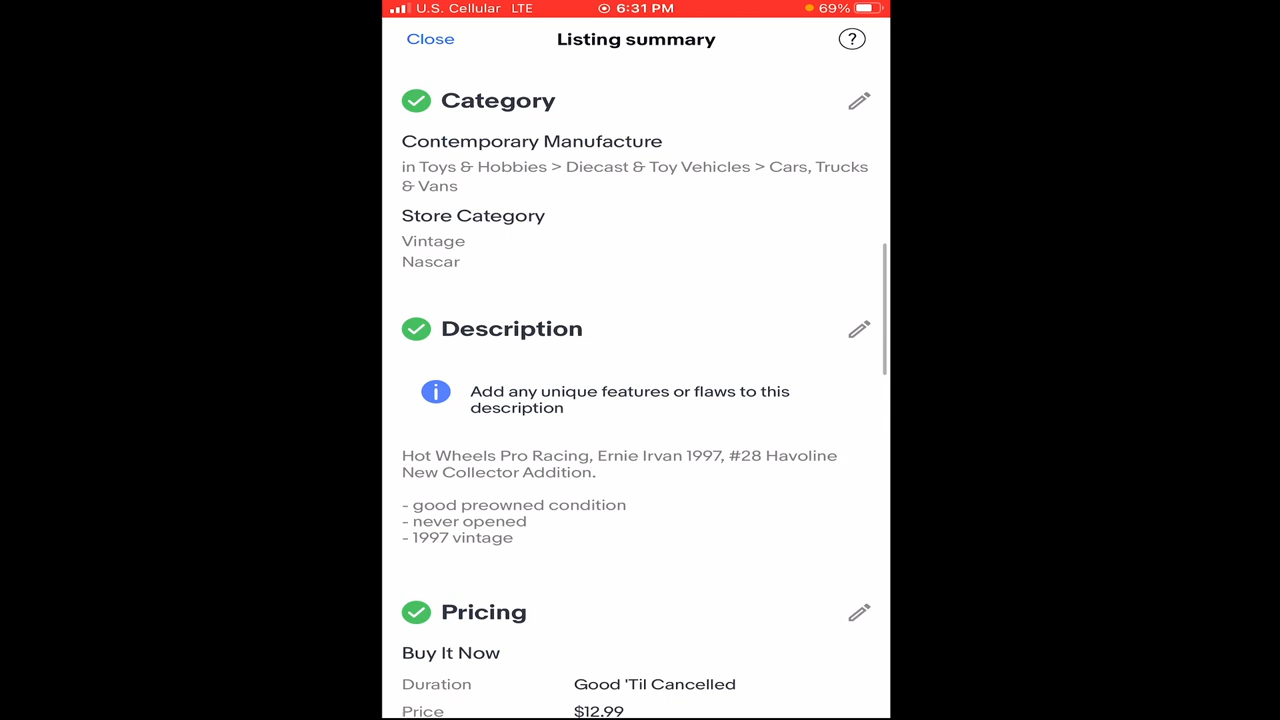 U.S. Cellular LTE 6:31 PM 69%
Close Listing summary ?
Category
Contemporary Manufacture
in Toys & Hobbies > Diecast & Toy Vehicles > Cars, Trucks
& Vans
Store Category
Vintage
Nascar
Description
i Add any unique features or flaws to this
description
Hot Wheels Pro Racing, Ernie Irvan 1997, #28 Havoline
New Collector Addition.
- good preowned condition
- never opened
- 1997 vintage
Pricing
Buy It Now
Duration Good 'Til Cancelled
Price $12.99